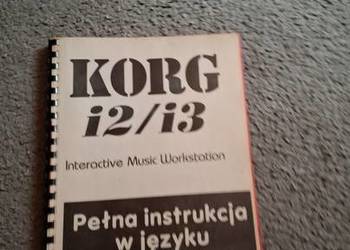 KORG
i2/i3
Interactive Music Workstation
Pełna instrukcja
w języku